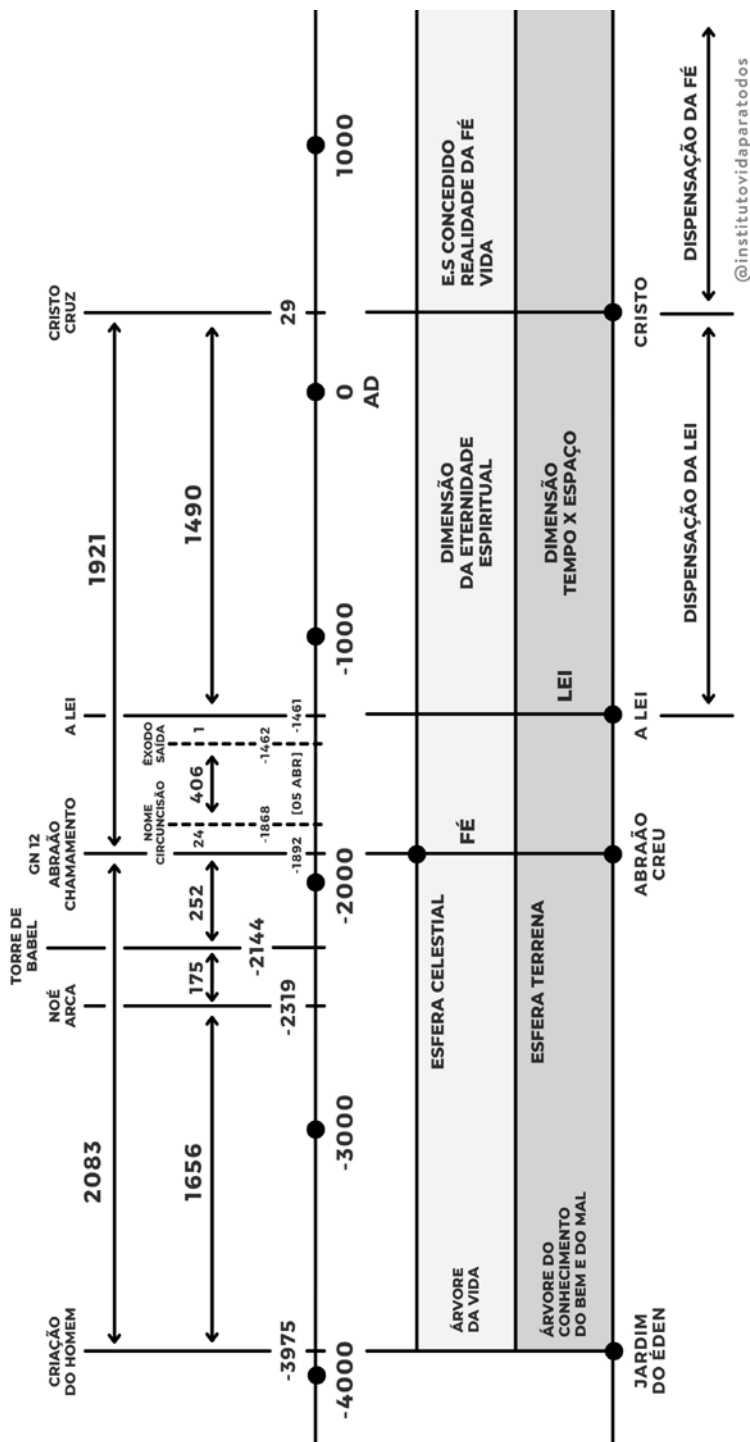 CRIAÇÃO
DO HOMEM
NOÉ
ARCA
TORRE DE
BABEL
GN 12
ABRAÃO
CHAMAMENTO
A LEI
CRISTO
CRUZ
2083
1921
NOME
CIRCUNCISÃO
ÊXODO
SAÍDA
1656
175
252
24
406
1
1490
-3975
-2319
-2144
-1892
-1868
[05 ABR]
-1462
-1461
29
-4000
-3000
-2000
-1000
0
AD
1000
ÁRVORE
DA VIDA
ESFERA CELESTIAL
FÉ
DIMENSÃO
DA ETERNIDADE
ESPIRITUAL
E.S CONCEDIDO
REALIDADE DA FÉ
VIDA
ÁRVORE DO
CONHECIMENTO
DO BEM E DO MAL
ESFERA TERRENA
LEI
DIMENSÃO
TEMPO X ESPAÇO
JARDIM
DO ÉDEN
ABRAÃO
CREU
A LEI
CRISTO
DISPENSAÇÃO DA LEI
DISPENSAÇÃO DA FÉ
@institutovidaparatodos